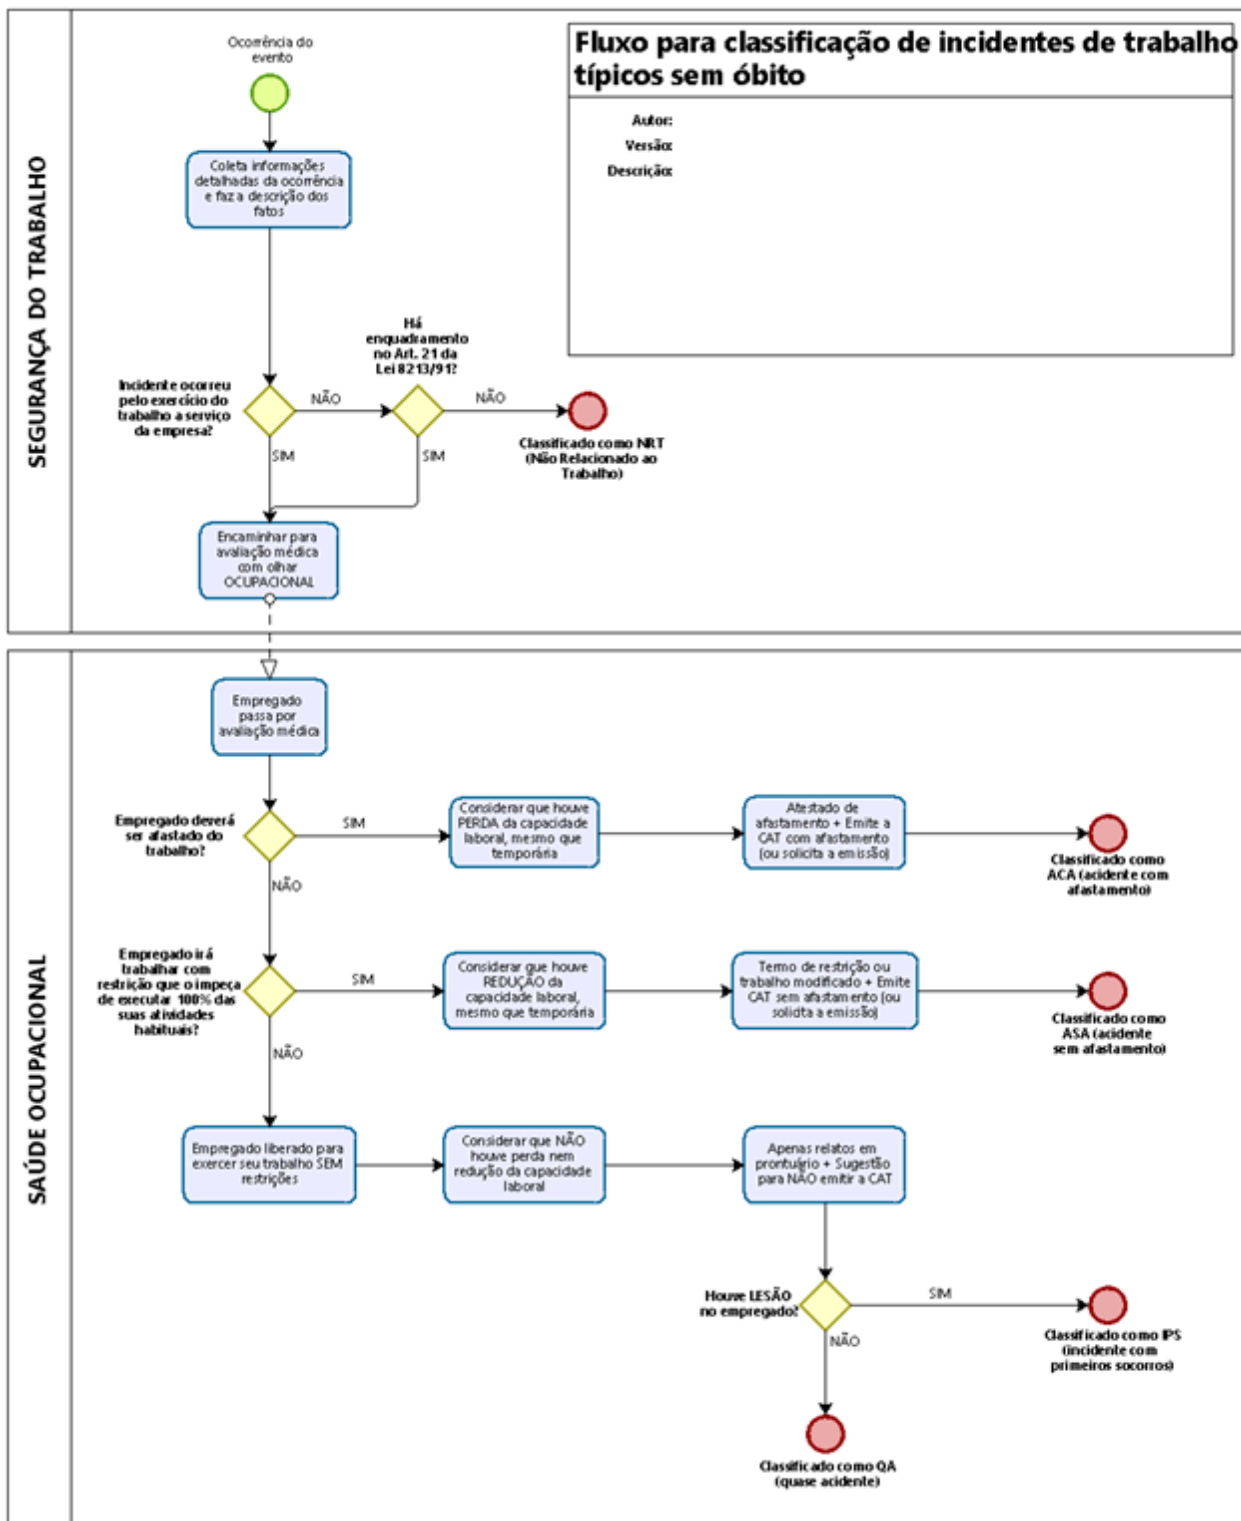 Fluxo para classificação de incidentes de trabalho
típicos sem óbito
Autor:
Versão:
Descrição:
SEGURANÇA DO TRABALHO
Ocorrência do
evento
Coleta informações
detalhadas da ocorrência
e faz a descrição dos
fatos
Incidente ocorreu
pelo exercício do
trabalho a serviço
da empresa?
NÃO
SIM
Há
enquadramento
no Art. 21 da
Lei 8213/91?
NÃO
SIM
Classificado como NRT
(Não Relacionado ao
Trabalho)
Encaminhar para
avaliação médica
com olhar
OCUPACIONAL
SAÚDE OCUPACIONAL
Empregado
passa por
avaliação médica
Empregado deverá
ser afastado do
trabalho?
SIM
NÃO
Considerar que houve
PERDA da capacidade
laboral, mesmo que
temporária
Atestado de
afastamento + Emite a
CAT com afastamento
(ou solicita a emissão)
Classificado como
ACA (acidente com
afastamento)
Empregado irá
trabalhar com
restrição que o impeça
de executar 100% das
suas atividades
habituais?
SIM
NÃO
Considerar que houve
REDUÇÃO da
capacidade laboral,
mesmo que temporária
Termo de restrição ou
trabalho modificado + Emite
CAT sem afastamento (ou
solicita a emissão)
Classificado como
ASA (acidente
sem afastamento)
Empregado liberado para
exercer seu trabalho SEM
restrições
Considerar que NÃO
houve perda nem
redução da capacidade
laboral
Apenas relatos em
prontuário + Sugestão
para NÃO emitir a CAT
Houve LESÃO
no empregado?
SIM
NÃO
Classificado como IPS
(incidente com
primeiros socorros)
Classificado como QA
(quase acidente)